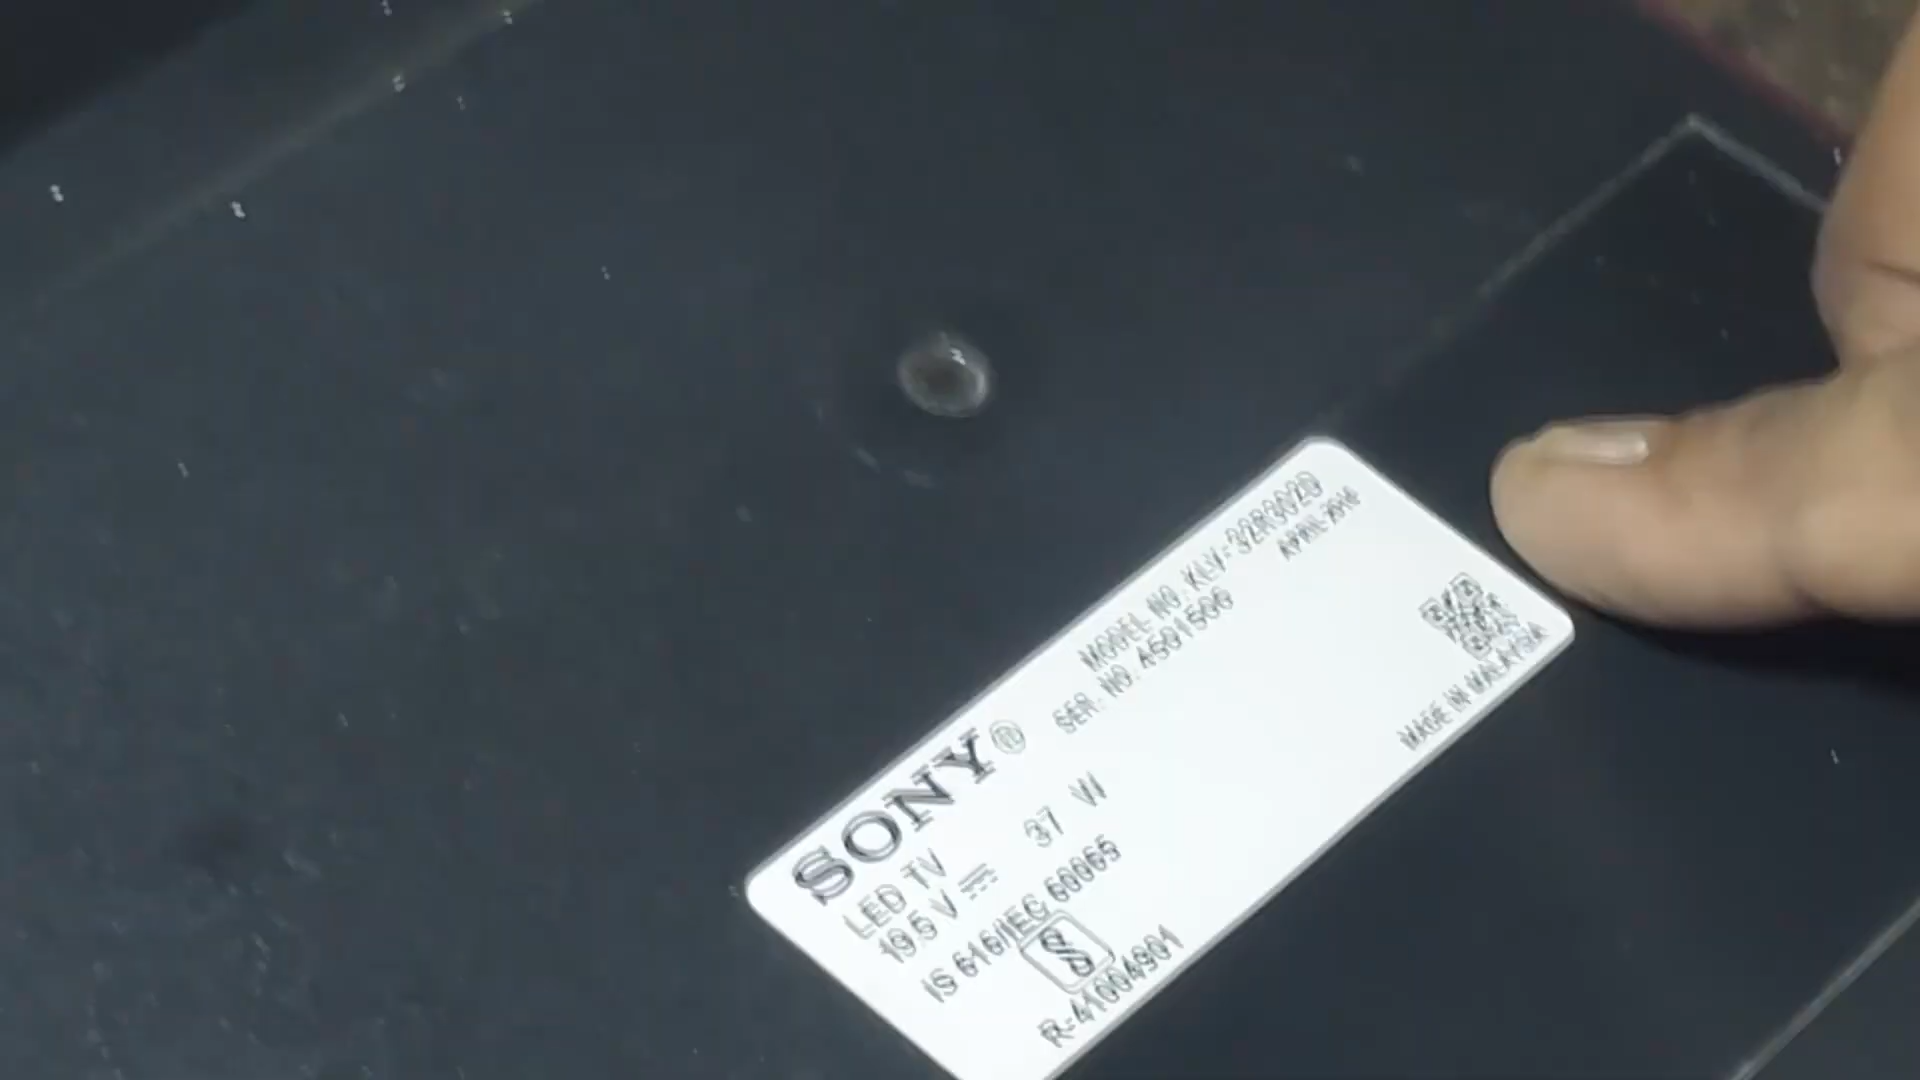 SONY®
MODEL NO. KLV-32R302D
APRIL-2016
SER. NO. A501506
LED TV
19.5 V ⎓ 37 W
IS 616/IEC 60065
S
R-41004901
MADE IN MALAYSIA